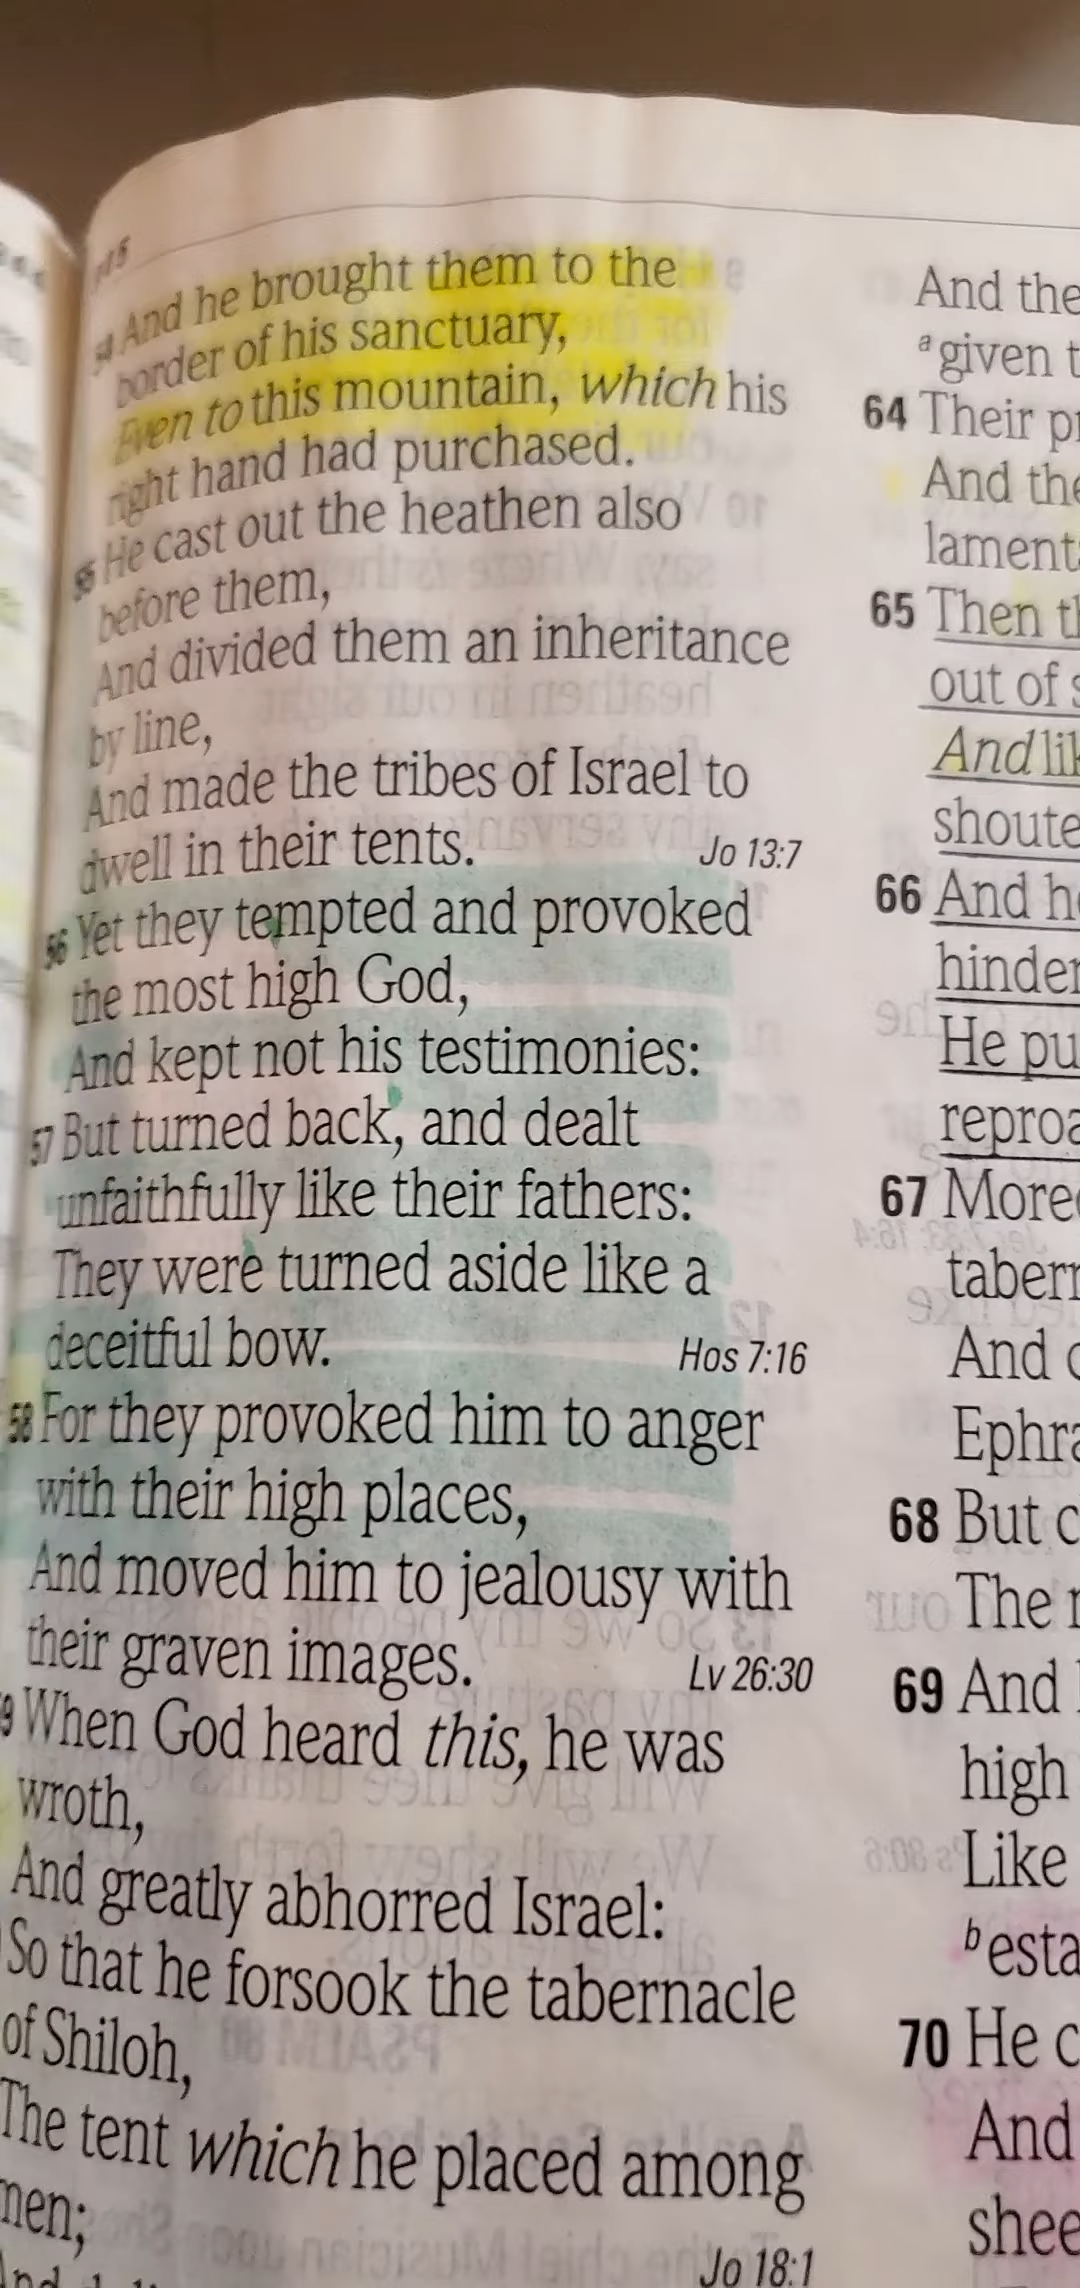 54 And he brought them to the
border of his sanctuary,
Even to this mountain, which his
right hand had purchased.
55 He cast out the heathen also
before them,
And divided them an inheritance
by line,
And made the tribes of Israel to
dwell in their tents. Jo 13:7
56 Yet they tempted and provoked
the most high God,
And kept not his testimonies:
57 But turned back, and dealt
unfaithfully like their fathers:
They were turned aside like a
deceitful bow. Hos 7:16
58 For they provoked him to anger
with their high places,
And moved him to jealousy with
their graven images. Lv 26:30
9 When God heard this, he was
wroth,
And greatly abhorred Israel:
So that he forsook the tabernacle
of Shiloh,
The tent which he placed among
men;
Jo 18:1
And the
a given t
64 Their pr
And the
lament
65 Then th
out of s
And lik
shoute
66 And he
hinder
He pu
reproa
67 Moreo
tabern
And c
Ephra
68 But c
The
69 And
high
Like
b esta
70 He c
And
shee